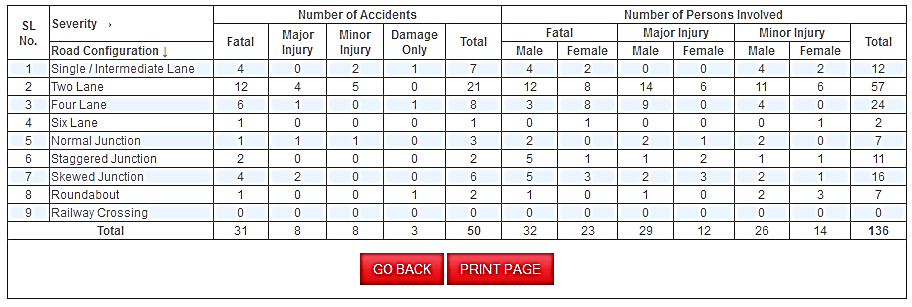 SL No. Severity → Number of Accidents Number of Persons Involved
Fatal Major Injury Minor Injury Damage Only Total Fatal Major Injury Minor Injury Total
Road Configuration ↓ Male Female Male Female Male Female
1 Single / Intermediate Lane 4 0 2 1 7 4 2 0 0 4 2 12
2 Two Lane 12 4 5 0 21 12 8 14 6 11 6 57
3 Four Lane 6 1 0 1 8 3 8 9 0 4 0 24
4 Six Lane 1 0 0 0 1 0 1 0 0 0 1 2
5 Normal Junction 1 1 1 0 3 2 0 2 1 2 0 7
6 Staggered Junction 2 0 0 0 2 5 1 1 2 1 1 11
7 Skewed Junction 4 2 0 0 6 5 3 2 3 2 1 16
8 Roundabout 1 0 0 1 2 1 0 1 0 2 3 7
9 Railway Crossing 0 0 0 0 0 0 0 0 0 0 0 0
Total 31 8 8 3 50 32 23 29 12 26 14 136
GO BACK PRINT PAGE